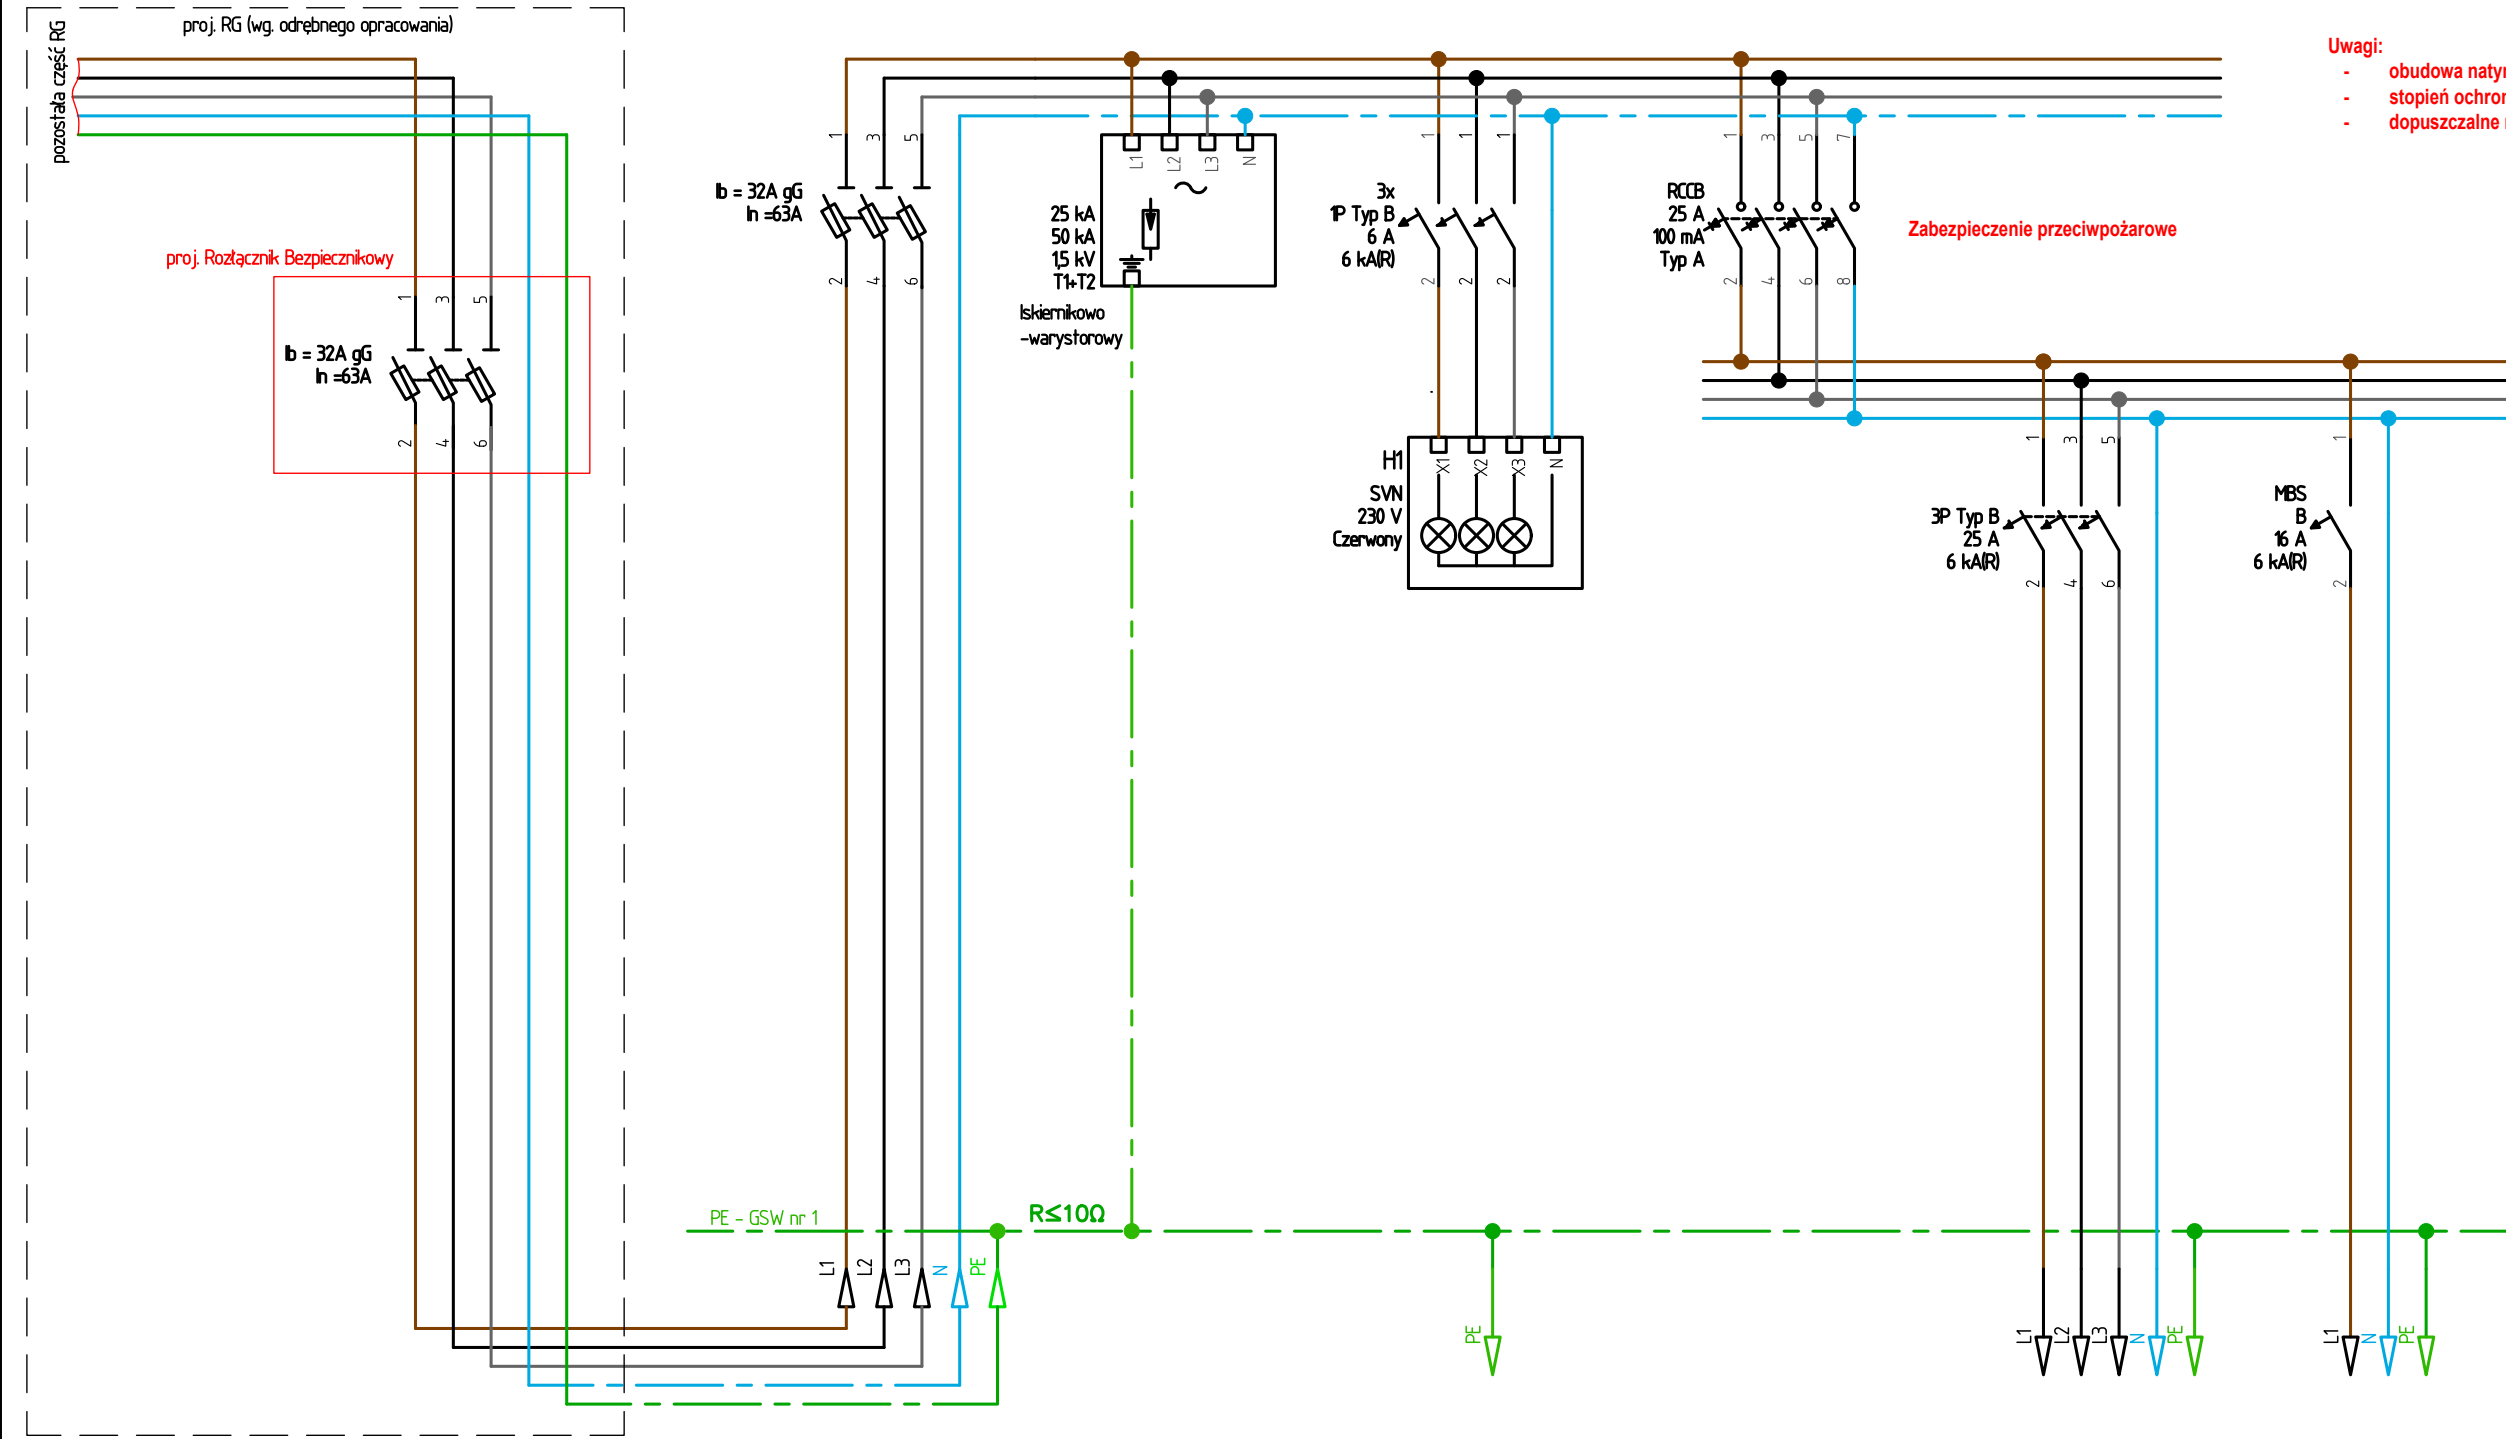 proj. RG (wg. odrębnego opracowania)
pozostała część RG
proj. Rozłącznik Bezpiecznikowy
1 3 5
Ib = 32A gG
In =63A
2 4 6
1 3 5
Ib = 32A gG
In =63A
2 4 6
L1 L2 L3 N
25 kA
50 kA
1,5 kV
T1+T2
Iskiernikowo
-warystorowy
1 1 1
3x
1P Typ B
6 A
6 kA(R)
2 2 2
H1
X1 X2 X3 N
SVN
230 V
Czerwony
1 3 5 7
RCCB
25 A
100 mA
Typ A
2 4 6 8
Zabezpieczenie przeciwpożarowe
Uwagi:
- obudowa
- stopień
- dopuszczalne
1 3 5
3P Typ B
25 A
6 kA(R)
2 4 6
1
MBS
B
16 A
6 kA(R)
2
PE - GSW nr 1
R≤10Ω
L1 L2 L3 N PE
PE
L1 L2 L3 N PE
L1 N PE